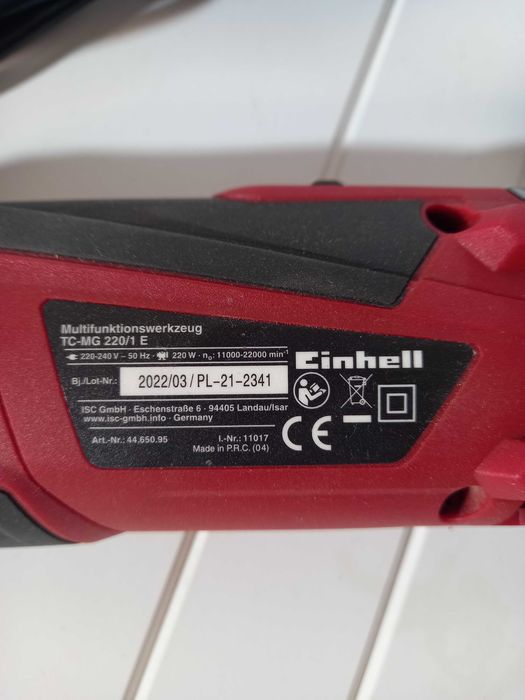 Multifunktionswerkzeug
TC-MG 220/1 E
220-240 V ~ 50 Hz · 220 W · n₀: 11000-22000 min⁻¹
Einhell
Bj./Lot-Nr.: 2022/03 / PL-21-2341
ISC GmbH · Eschenstraße 6 · 94405 Landau/Isar
www.isc-gmbh.info · Germany
Art.-Nr.: 44.650.95 I.-Nr.: 11017
Made in P.R.C. (04)
CE